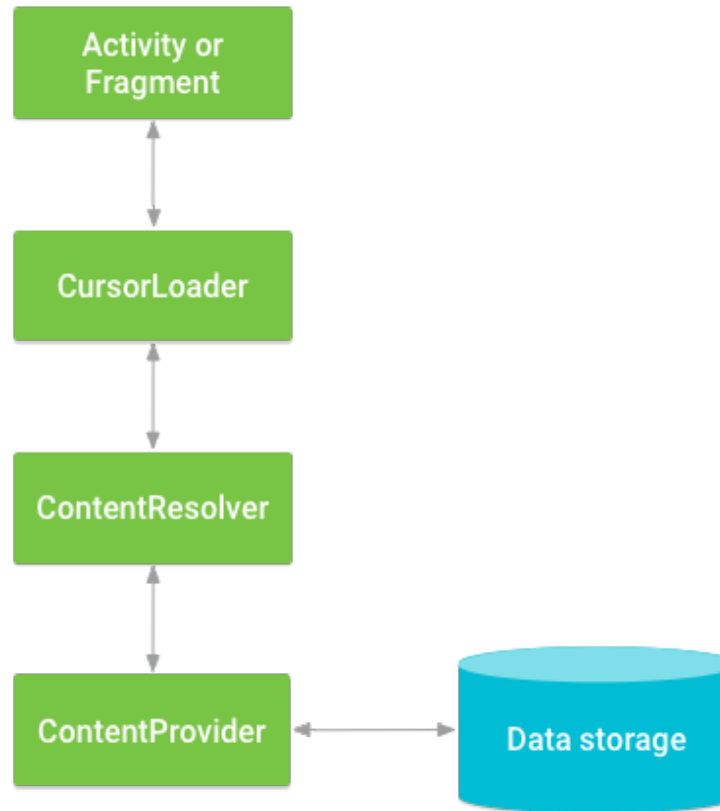 Activity or
Fragment
CursorLoader
ContentResolver
ContentProvider
Data storage